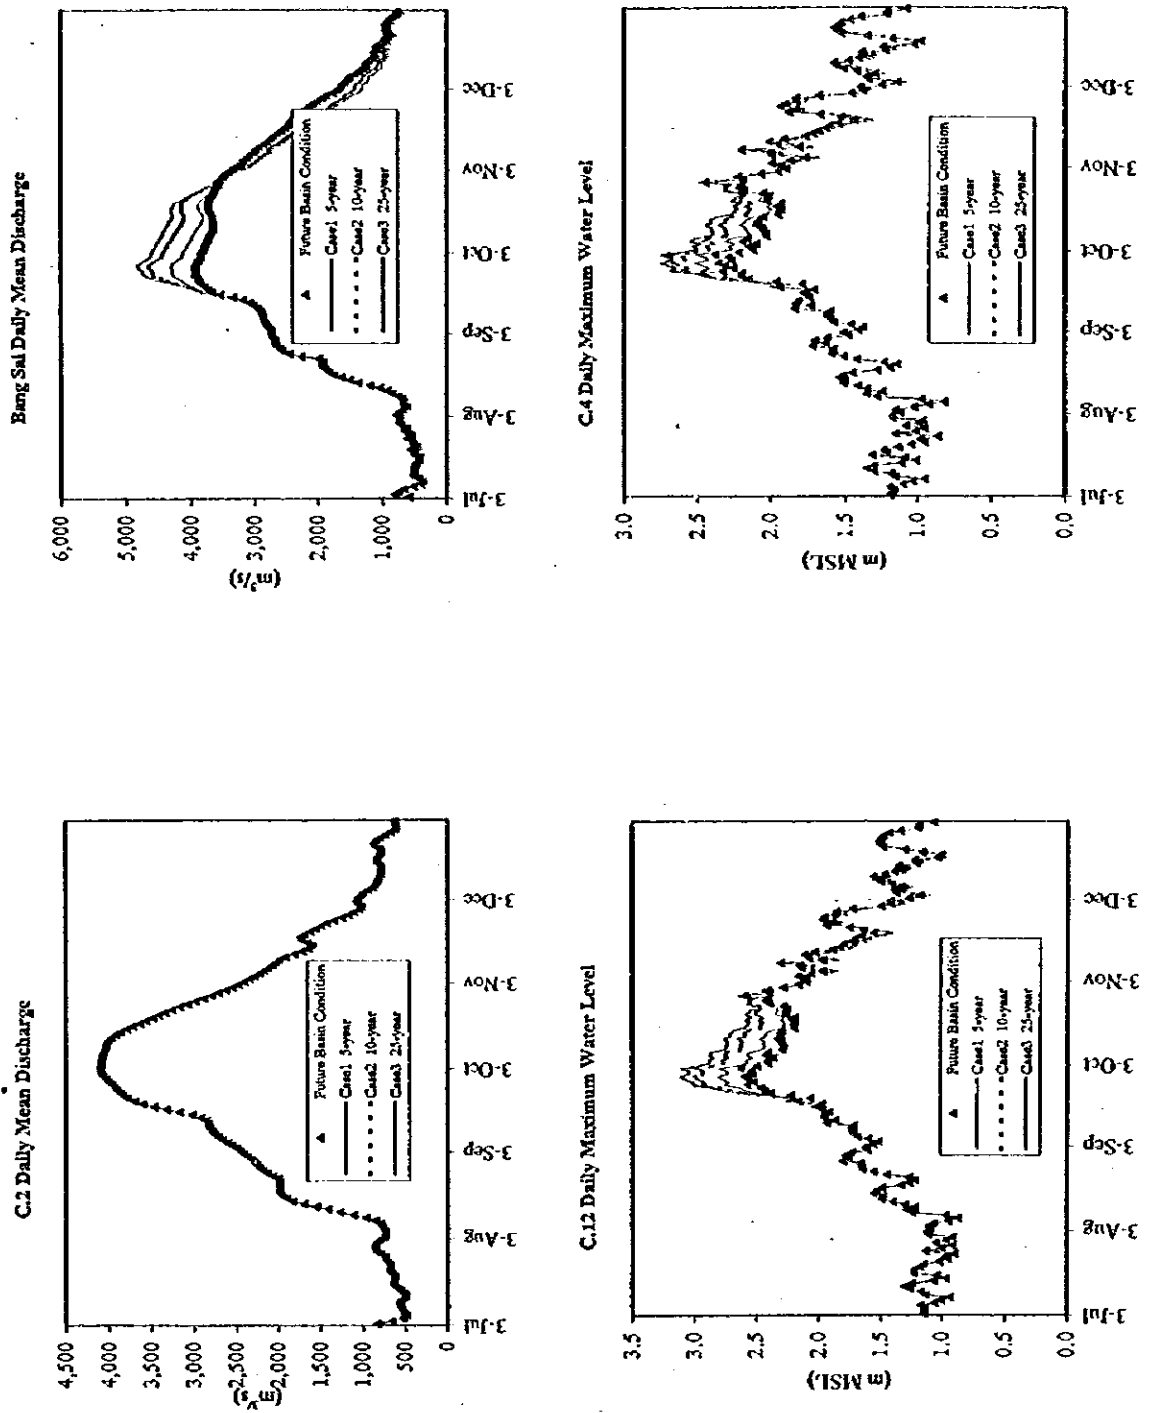 C.2 Daily Mean Discharge
4,500
4,000
3,500
3,000
2,500
2,000
1,500
1,000
500
3-Jul
3-Aug
3-Sep
3-Oct
3-Nov
3-Dec
Future Basin Condition
Case1 5-year
Case2 10-year
Case3 25-year
Bang Sai Daily Mean Discharge
(m³/s)
6,000
5,000
4,000
3,000
2,000
1,000
0
3-Jul
3-Aug
3-Sep
3-Oct
3-Nov
3-Dec
Future Basin Condition
Case1 5-year
Case2 10-year
Case3 25-year
C.12 Daily Maximum Water Level
(m MSL)
3.5
3.0
2.5
2.0
1.5
1.0
0.5
0.0
3-Jul
3-Aug
3-Sep
3-Oct
3-Nov
3-Dec
Future Basin Condition
Case1 5-year
Case2 10-year
Case3 25-year
C.4 Daily Maximum Water Level
(m MSL)
3.0
2.5
2.0
1.5
1.0
0.5
0.0
3-Jul
3-Aug
3-Sep
3-Oct
3-Nov
3-Dec
Future Basin Condition
Case1 5-year
Case2 10-year
Case3 25-year